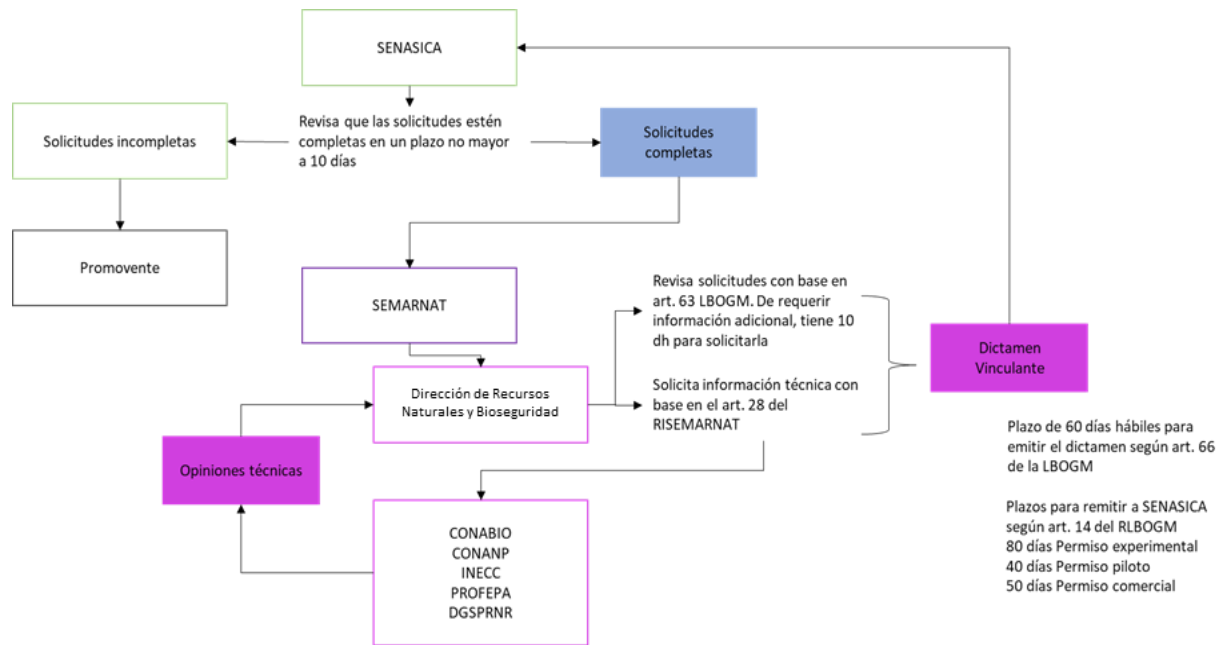 SENASICA
Solicitudes incompletas
Revisa que las solicitudes estén
completas en un plazo no mayor
a 10 días
Solicitudes
completas
Promovente
SEMARNAT
Revisa solicitudes con base en
art. 63 LBOGM. De requerir
información adicional, tiene 10
dh para solicitarla
Dictamen
Vinculante
Dirección de Recursos
Naturales y Bioseguridad
Solicita información técnica con
base en el art. 28 del
RISEMARNAT
Opiniones técnicas
Plazo de 60 días hábiles para
emitir el dictamen según art. 66
de la LBOGM
Plazos para remitir a SENASICA
según art. 14 del RLBOGM
80 días Permiso experimental
40 días Permiso piloto
50 días Permiso comercial
CONABIO
CONANP
INECC
PROFEPA
DGSPRNR